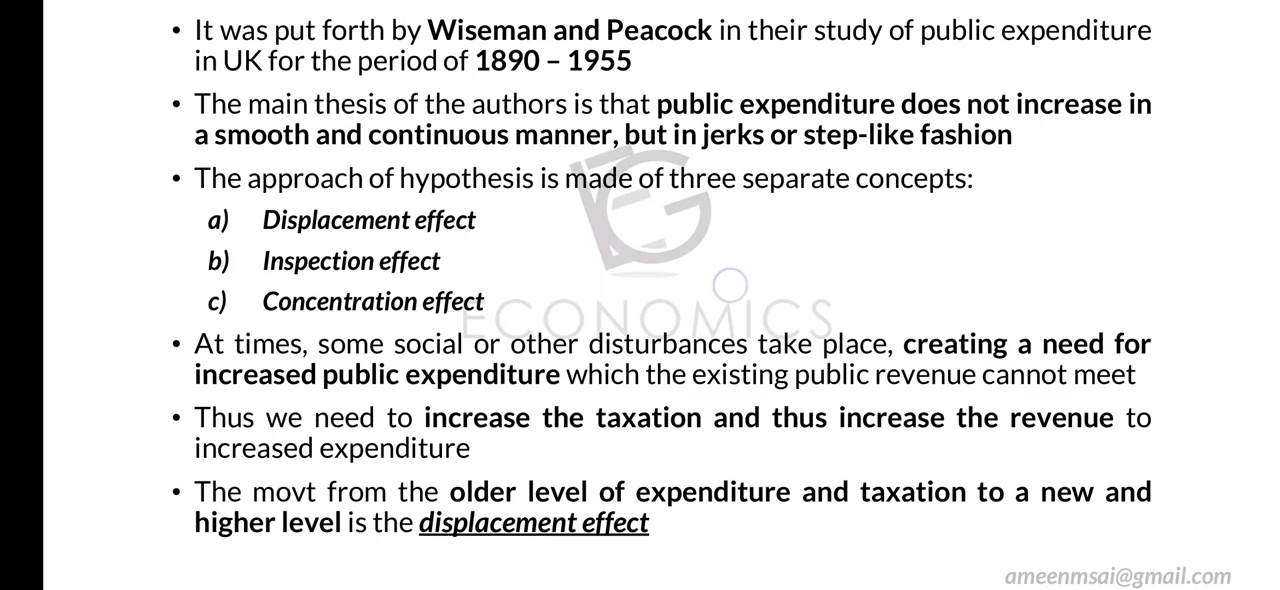 • It was put forth by Wiseman and Peacock in their study of public expenditure
in UK for the period of 1890 – 1955
• The main thesis of the authors is that public expenditure does not increase in
a smooth and continuous manner, but in jerks or step-like fashion
• The approach of hypothesis is made of three separate concepts:
a) Displacement effect
b) Inspection effect
c) Concentration effect
ECONOMICS
• At times, some social or other disturbances take place, creating a need for
increased public expenditure which the existing public revenue cannot meet
• Thus we need to increase the taxation and thus increase the revenue to
increased expenditure
• The movt from the older level of expenditure and taxation to a new and
higher level is the displacement effect
ameenmsai@gmail.com